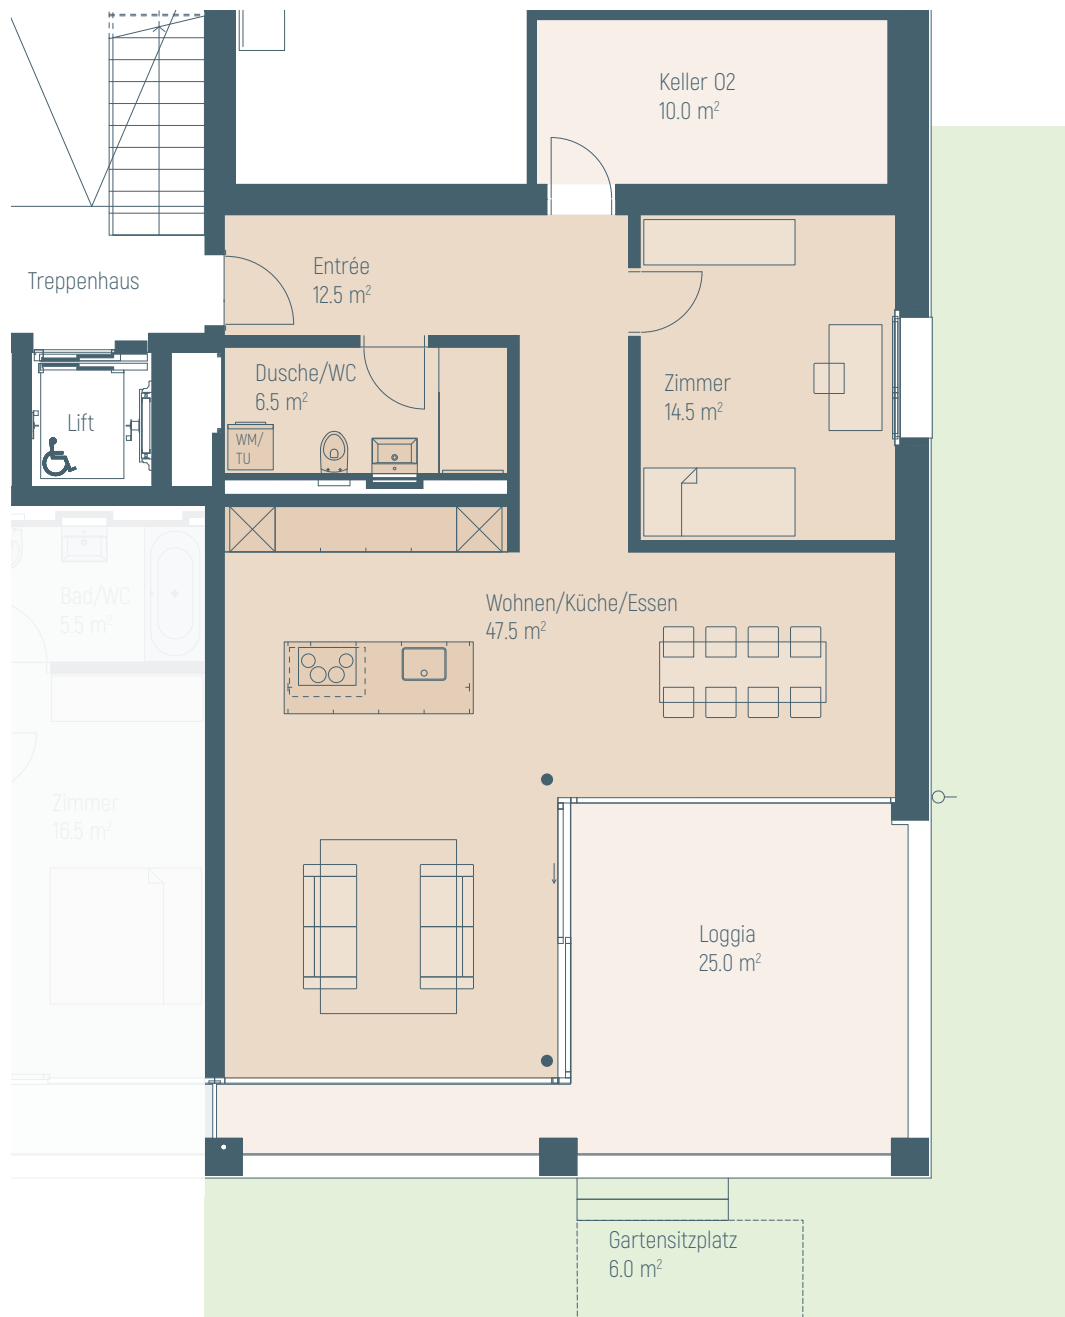 Keller 02
10.0 m²
Treppenhaus
Entrée
12.5 m²
Dusche/WC
6.5 m²
Zimmer
14.5 m²
Lift
WM/
TU
Bad/WC
5.5 m²
Wohnen/Küche/Essen
47.5 m²
Zimmer
16.5 m²
Loggia
25.0 m²
Gartensitzplatz
6.0 m²